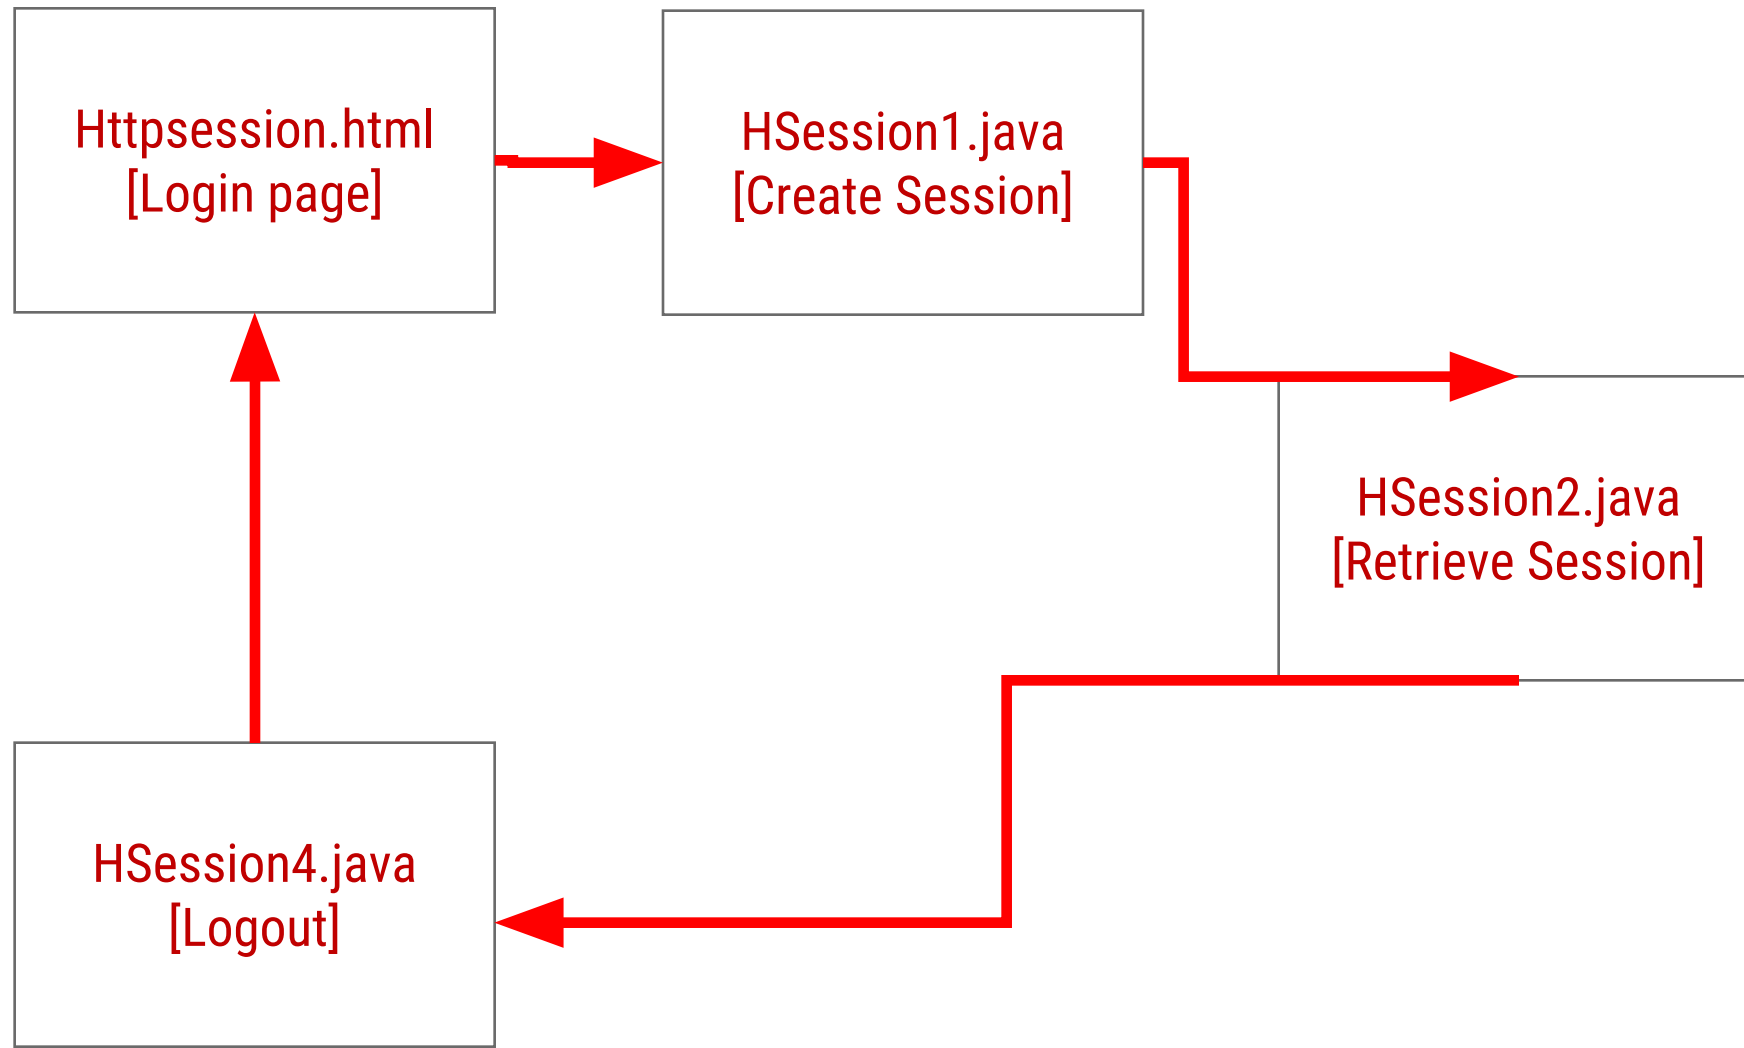 Httpsession.html
[Login page]
HSession1.java
[Create Session]
HSession2.java
[Retrieve Session]
HSession4.java
[Logout]